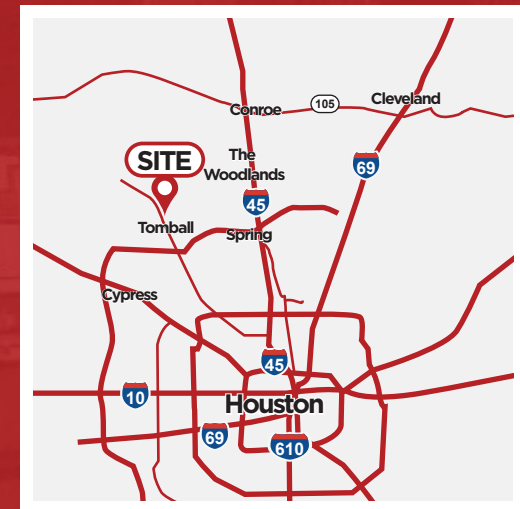 105
Cleveland
Conroe
SITE
The
Woodlands
69
45
Tomball
Spring
Cypress
45
10
Houston
69
610